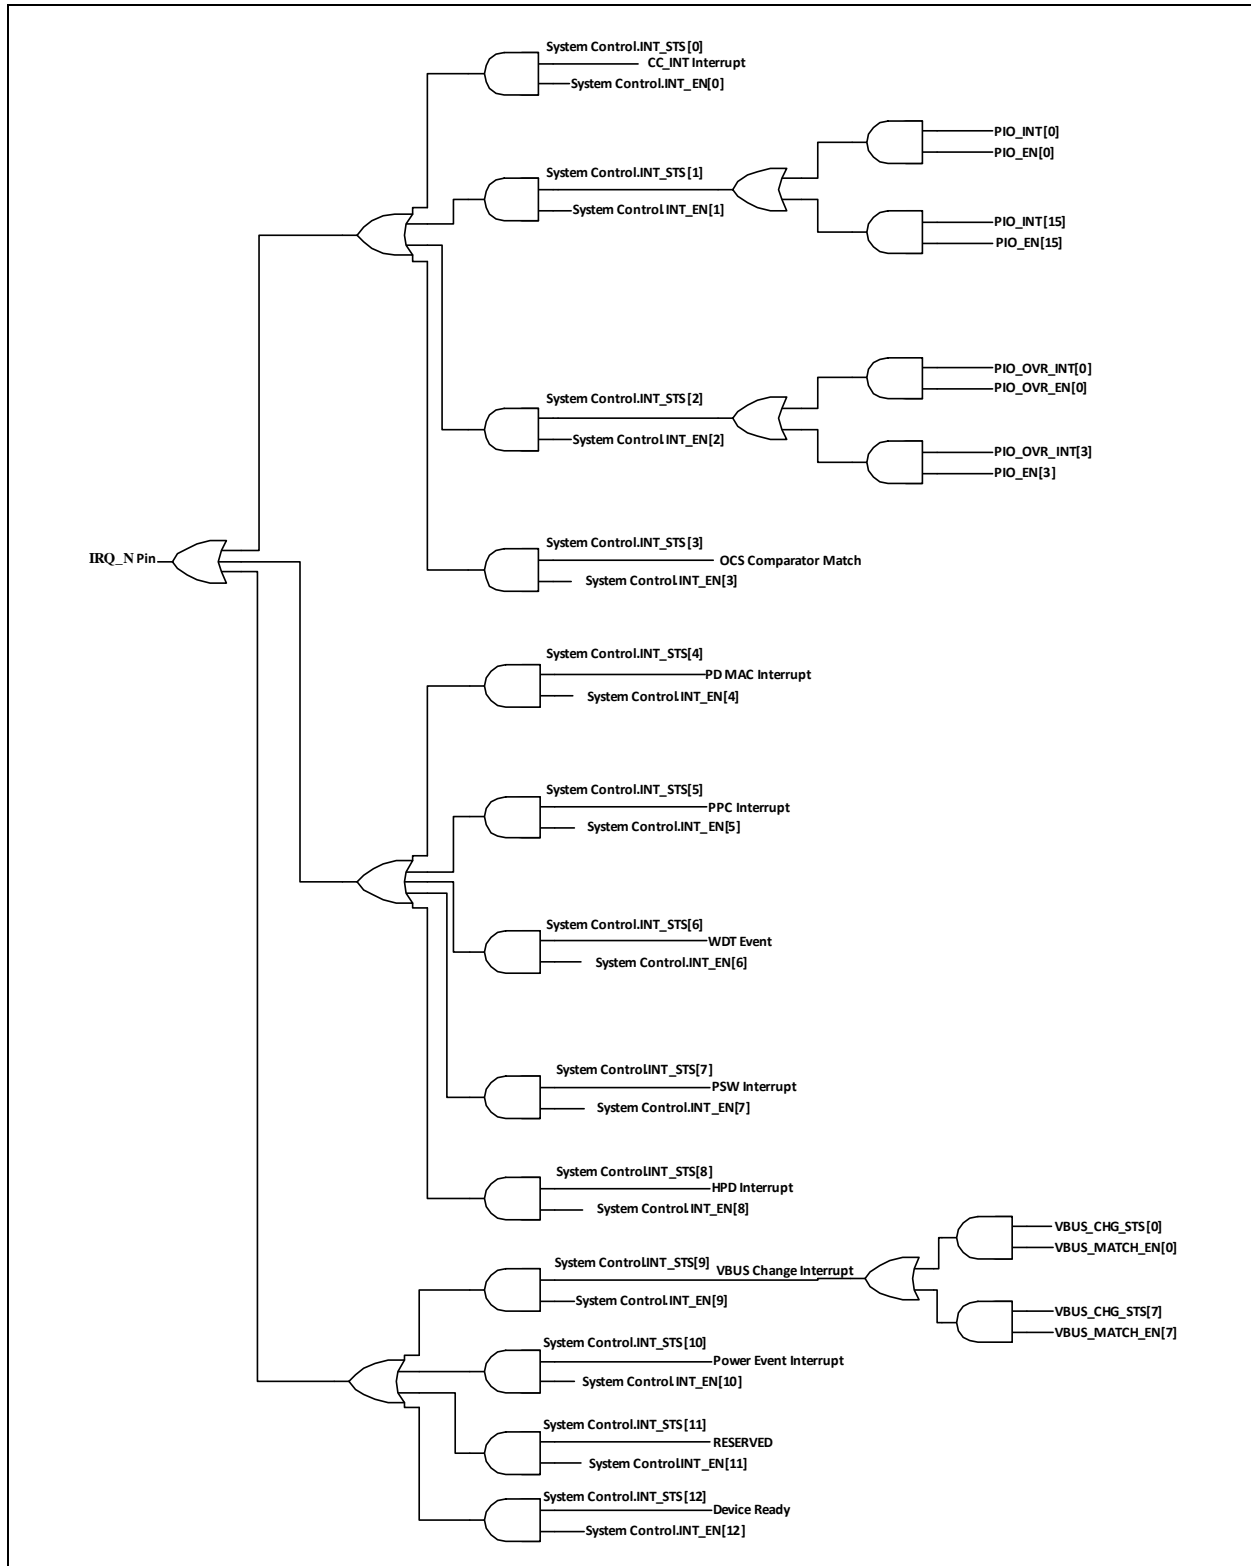 System Control.INT_STS[0]
CC_INT Interrupt
System Control.INT_EN[0]
PIO_INT[0]
PIO_EN[0]
System Control.INT_STS[1]
System Control.INT_EN[1]
PIO_INT[15]
PIO_EN[15]
PIO_OVR_INT[0]
PIO_OVR_EN[0]
System Control.INT_STS[2]
System Control.INT_EN[2]
PIO_OVR_INT[3]
PIO_EN[3]
System Control.INT_STS[3]
OCS Comparator Match
System Control.INT_EN[3]
IRQ_N Pin
System Control.INT_STS[4]
PD MAC Interrupt
System Control.INT_EN[4]
System Control.INT_STS[5]
PPC Interrupt
System Control.INT_EN[5]
System Control.INT_STS[6]
WDT Event
System Control.INT_EN[6]
System Control.INT_STS[7]
PSW Interrupt
System Control.INT_EN[7]
System Control.INT_STS[8]
HPD Interrupt
System Control.INT_EN[8]
VBUS_CHG_STS[0]
VBUS_MATCH_EN[0]
System Control.INT_STS[9]
VBUS Change Interrupt
System Control.INT_EN[9]
VBUS_CHG_STS[7]
VBUS_MATCH_EN[7]
System Control.INT_STS[10]
Power Event Interrupt
System Control.INT_EN[10]
System Control.INT_STS[11]
RESERVED
System Control.INT_EN[11]
System Control.INT_STS[12]
Device Ready
System Control.INT_EN[12]